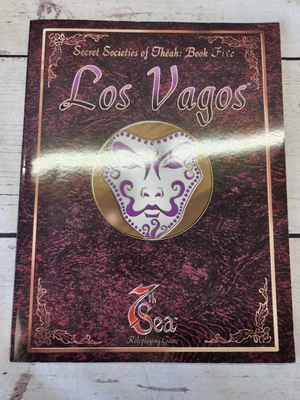 Secret Societies of Théah: Book Five
Los Vagos
7th
Sea
Roleplaying Game